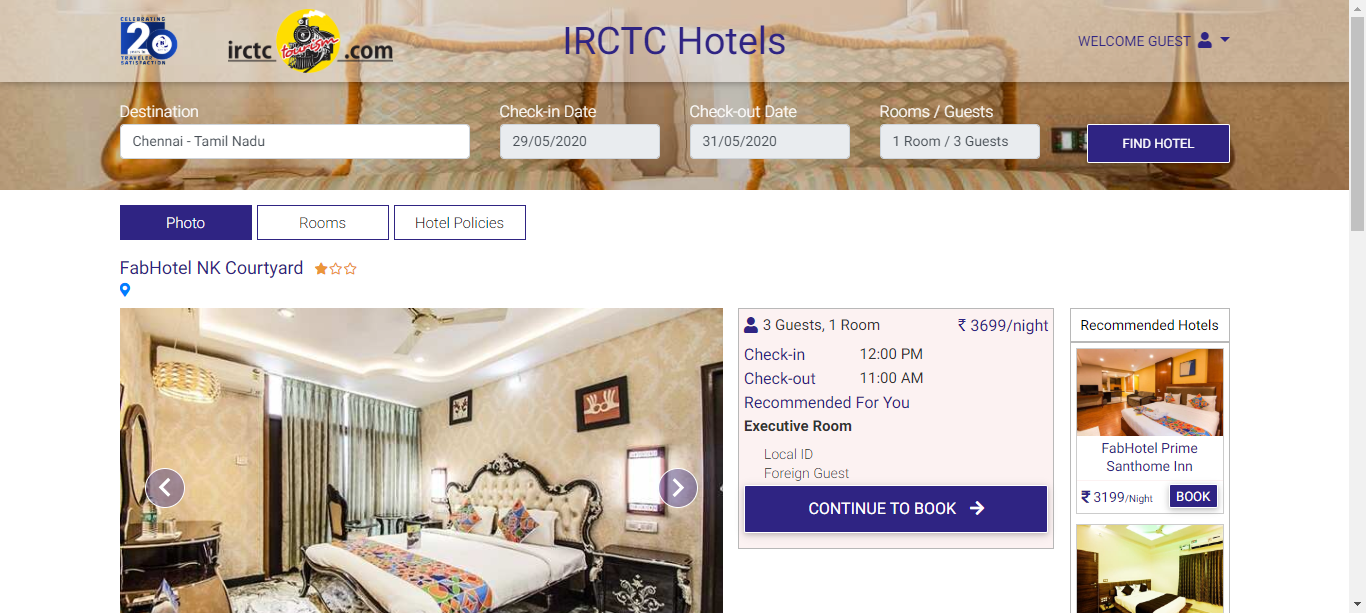 CELEBRATING
20
TRAVELER
SATISFACTION
irctc tourism .com
IRCTC Hotels
WELCOME GUEST
Destination
Check-in Date
Check-out Date
Rooms / Guests
Chennai - Tamil Nadu
29/05/2020
31/05/2020
1 Room / 3 Guests
FIND HOTEL
Photo
Rooms
Hotel Policies
FabHotel NK Courtyard
3 Guests, 1 Room
₹ 3699/night
Check-in 12:00 PM
Check-out 11:00 AM
Recommended For You
Executive Room
Local ID
Foreign Guest
CONTINUE TO BOOK
Recommended Hotels
FabHotel Prime
Santhome Inn
₹ 3199/Night
BOOK